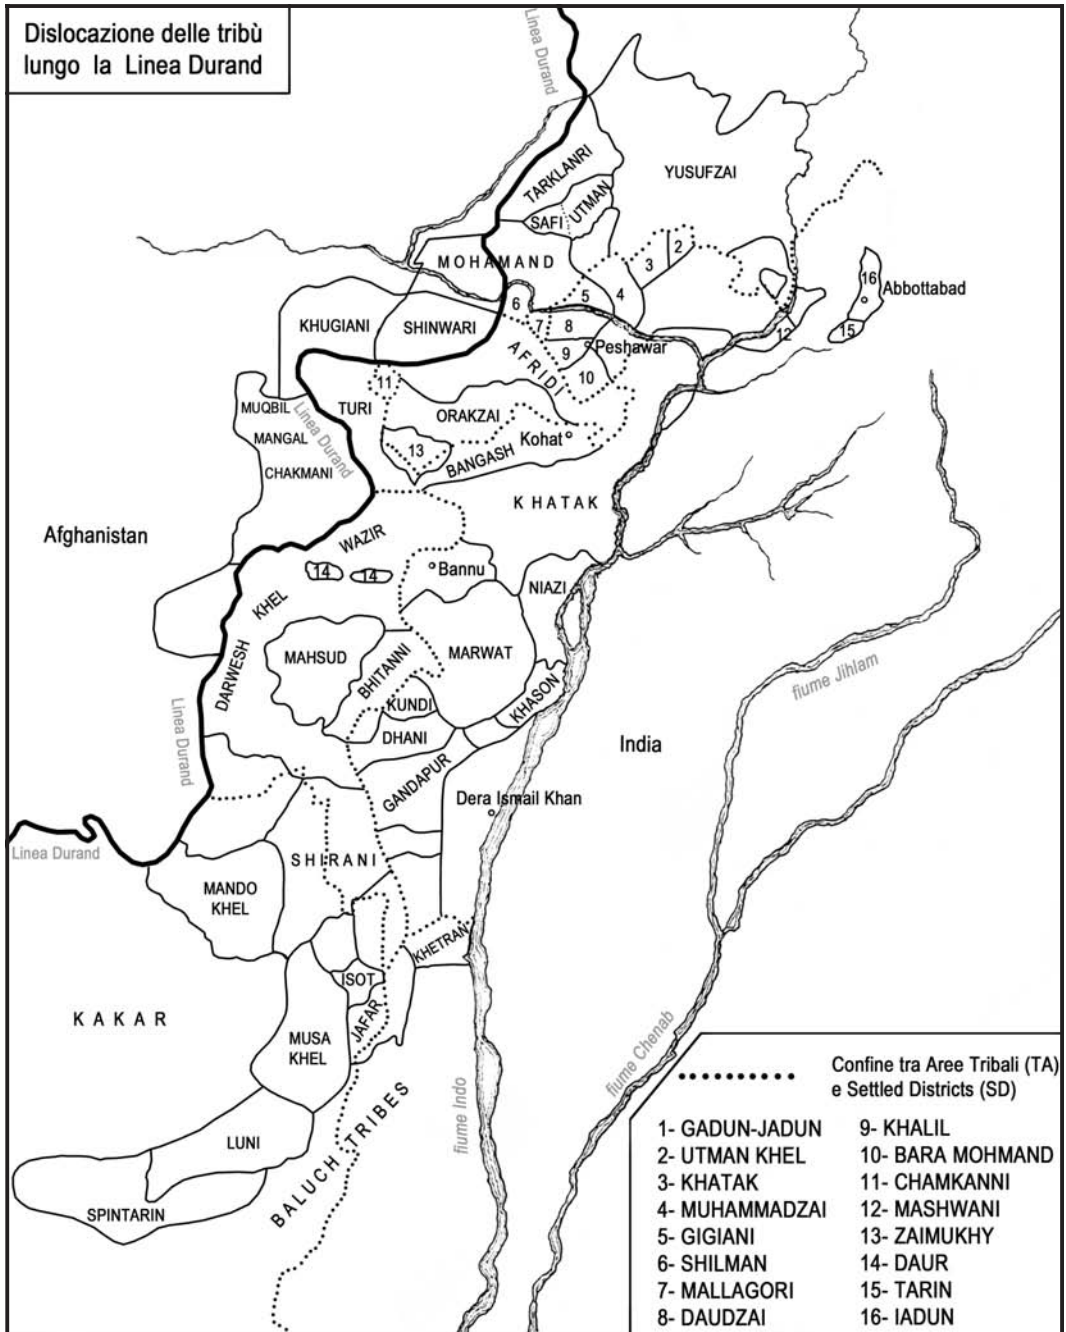 Dislocazione delle tribù
lungo la Linea Durand
Linea Durand
YUSUFZAI
TARKLANRI
UTMAN
SAFI
MOHAMAND
2
3
4
5
6
7
8
9
10
16
Abbottabad
15
12
Peshawar
KHUGIANI
SHINWARI
AFRIDI
11
MUQBIL
TURI
Linea Durand
ORAKZAI
MANGAL
Kohat
13
BANGASH
CHAKMANI
KHATAK
Afghanistan
WAZIR
14
14
Bannu
NIAZI
KHEL
DARWESH
MAHSUD
BHITANNI
MARWAT
KUNDI
KHASON
DHANI
fiume Jihlam
Linea Durand
India
GANDAPUR
Dera Ismail Khan
Linea Durand
SHIRANI
MANDO
KHEL
KHETRAN
ISOT
JAFAR
KAKAR
MUSA
KHEL
fiume Chenab
fiume Indo
BALUCH TRIBES
LUNI
SPINTARIN
Confine tra Aree Tribali (TA)
e Settled Districts (SD)
1- GADUN-JADUN
2- UTMAN KHEL
3- KHATAK
4- MUHAMMADZAI
5- GIGIANI
6- SHILMAN
7- MALLAGORI
8- DAUDZAI
9- KHALIL
10- BARA MOHMAND
11- CHAMKANNI
12- MASHWANI
13- ZAIMUKHY
14- DAUR
15- TARIN
16- IADUN